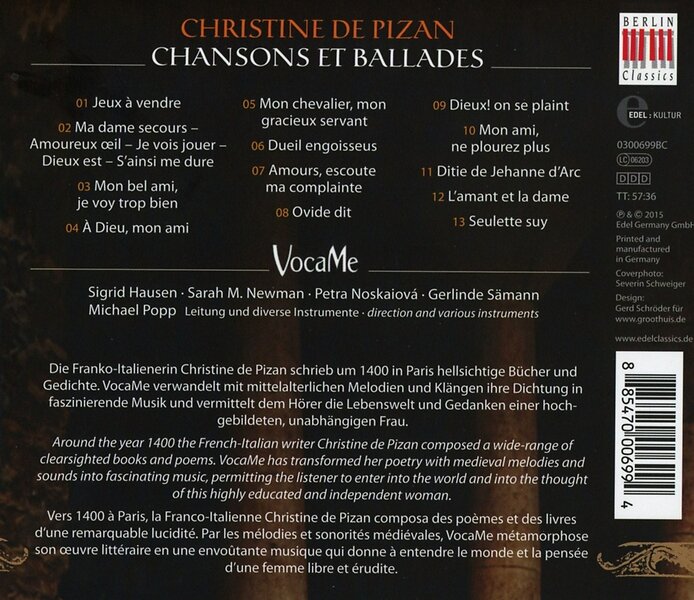 CHRISTINE DE PIZAN
CHANSONS ET BALLADES
01 Jeux à vendre
02 Ma dame secours –
Amoureux œil – Je vois jouer –
Dieux est – S'ainsi me dure
03 Mon bel ami,
je voy trop bien
04 À Dieu, mon ami
05 Mon chevalier, mon
gracieux servant
06 Dueil engoisseus
07 Amours, escoute
ma complainte
08 Ovide dit
09 Dieux! on se plaint
10 Mon ami,
ne plourez plus
11 Ditie de Jehanne d'Arc
12 L'amant et la dame
13 Seulette suy
VocaMe
Sigrid Hausen · Sarah M. Newman · Petra Noskaiová · Gerlinde Sämann
Michael Popp Leitung und diverse Instrumente · direction and various instruments
Die Franko-Italienerin Christine de Pizan schrieb um 1400 in Paris hellsichtige Bücher und
Gedichte. VocaMe verwandelt mit mittelalterlichen Melodien und Klängen ihre Dichtung in
faszinierende Musik und vermittelt dem Hörer die Lebenswelt und Gedanken einer hoch-
gebildeten, unabhängigen Frau.
Around the year 1400 the French-Italian writer Christine de Pizan composed a wide-range of
clearsighted books and poems. VocaMe has transformed her poetry with medieval melodies and
sounds into fascinating music, permitting the listener to enter into the world and into the thought
of this highly educated and independent woman.
Vers 1400 à Paris, la Franco-Italienne Christine de Pizan composa des poèmes et des livres
d'une remarquable lucidité. Par les mélodies et sonorités médiévales, VocaMe métamorphose
son œuvre littéraire en une envoûtante musique qui donne à entendre le monde et la pensée
d'une femme libre et érudite.
BERLIN
Classics
e EDEL : KULTUR
0300699BC
LC 06203
DDD
TT: 57:36
℗ & © 2015
Edel Germany GmbH
Printed and
manufactured
in Germany
Coverphoto:
Severin Schweiger
Design:
Gerd Schröder für
www.groothuis.de
www.edelclassics.de
8 85470 00699 4